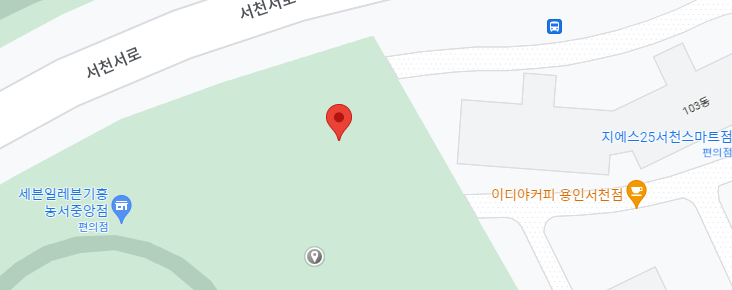 서천서로
서천서로
103동
지에스25서천스마트점
편의점
세븐일레븐기흥
농서중앙점
편의점
이디야커피 용인서천점